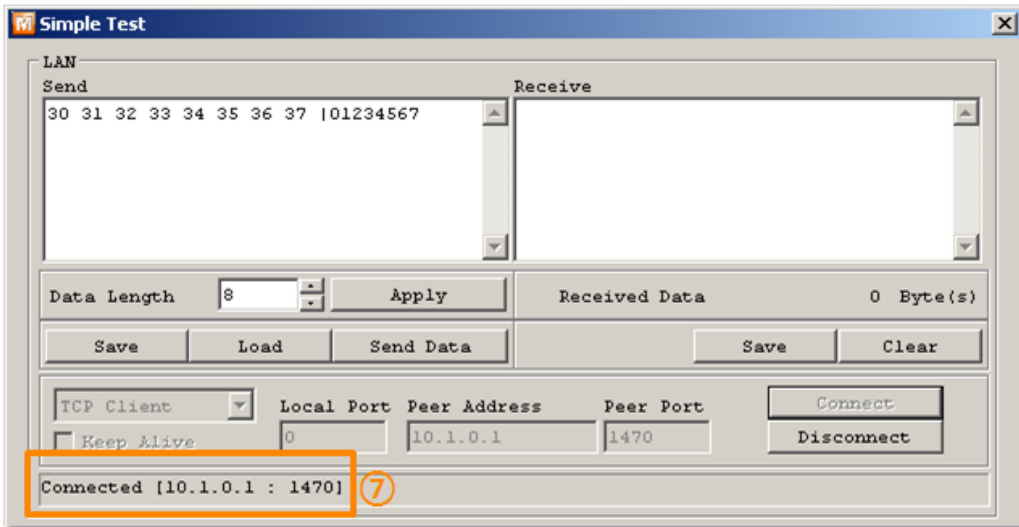 Simple Test
LAN
Send
Receive
30 31 32 33 34 35 36 37 |01234567
Data Length 8 Apply
Received Data 0 Byte(s)
Save Load Send Data
Save Clear
TCP Client Local Port Peer Address Peer Port Connect
Keep Alive 0 10.1.0.1 1470 Disconnect
Connected [10.1.0.1 : 1470] ⑦